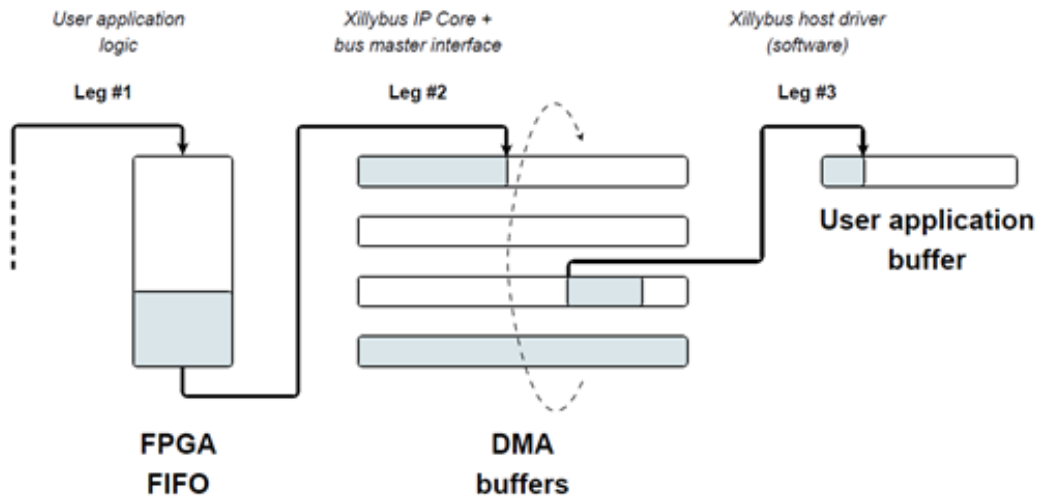 User application
logic
Leg #1
Xillybus IP Core +
bus master interface
Leg #2
Xillybus host driver
(software)
Leg #3
User application
buffer
FPGA
FIFO
DMA
buffers